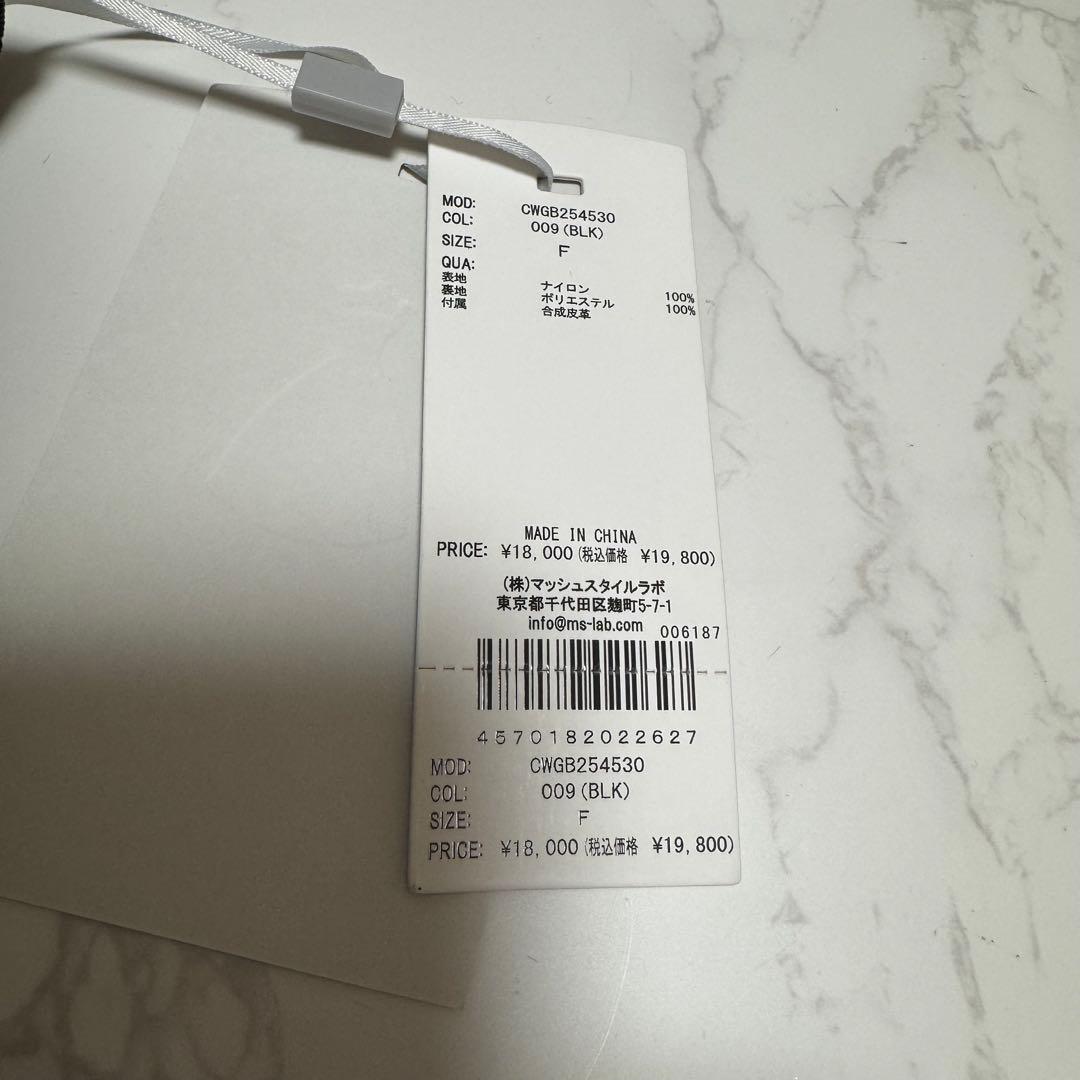 MOD: CWGB254530
COL: 009(BLK)
SIZE: F
QUA:
表地 ナイロン 100%
裏地 ポリエステル 100%
付属 合成皮革
MADE IN CHINA
PRICE: ¥18,000(税込価格 ¥19,800)
(株)マッシュスタイルラボ
東京都千代田区麹町5-7-1
info@ms-lab.com 006187
4570182022627
MOD: CWGB254530
COL: 009(BLK)
SIZE: F
PRICE: ¥18,000(税込価格 ¥19,800)